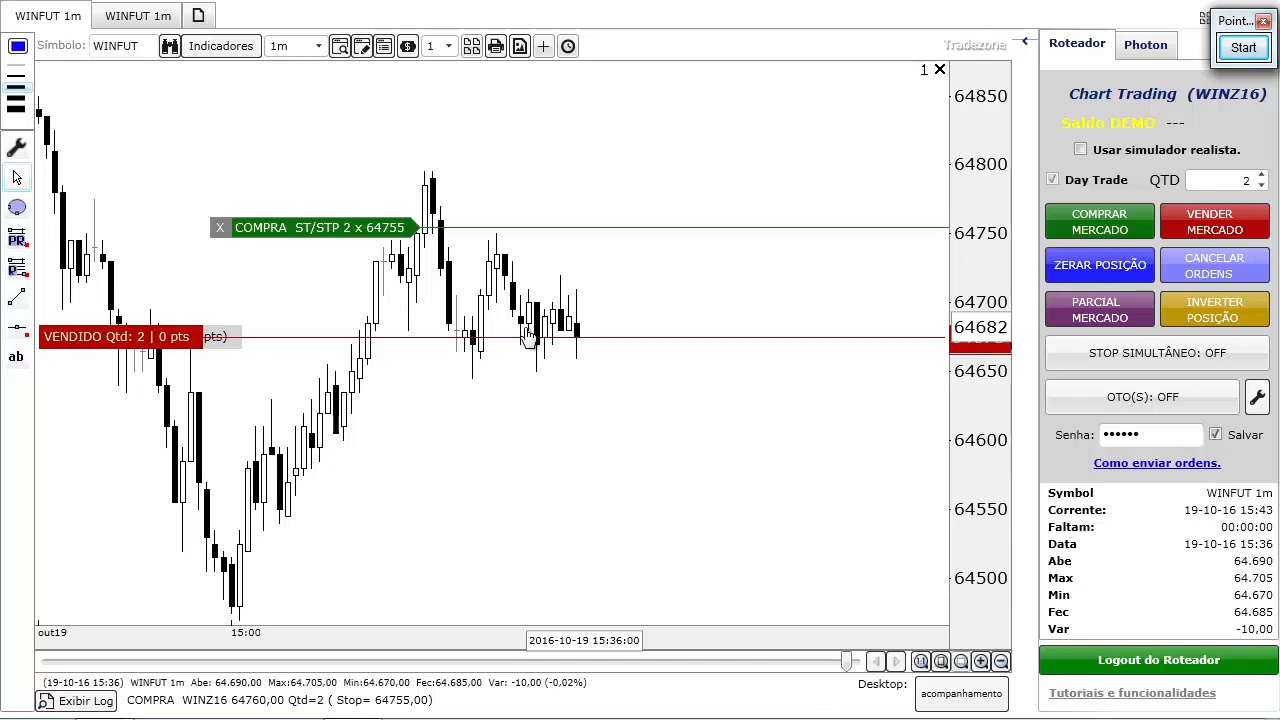 WINFUT 1m
WINFUT 1m
Símbolo: WINFUT Indicadores 1m 1 Tradezone
1 X
COMPRA ST/STP 2 x 64755
VENDIDO Qtd: 2 | 0 pts pts)
64850
64800
64750
64700
64682
64650
64600
64550
64500
out19 15:00
2016-10-19 15:36:00
(19-10-16 15:36) WINFUT 1m Abe: 64.690,00 Max:64.705,00 Min:64.670,00 Fec:64.685,00 Var: -10,00 (-0,02%)
Exibir Log COMPRA WINZ16 64760,00 Qtd=2 ( Stop= 64755,00)
Desktop: acompanhamento
PR
P
ab
Point...
Start
Roteador Photon
Chart Trading (WINZ16)
Saldo DEMO ---
Usar simulador realista.
Day Trade QTD 2
COMPRAR MERCADO
VENDER MERCADO
ZERAR POSIÇÃO
CANCELAR ORDENS
PARCIAL MERCADO
INVERTER POSIÇÃO
STOP SIMULTÂNEO: OFF
OTO(S): OFF
Senha: •••••• Salvar
Como enviar ordens.
Symbol WINFUT 1m
Corrente: 19-10-16 15:43
Faltam: 00:00:00
Data 19-10-16 15:36
Abe 64.690
Max 64.705
Min 64.670
Fec 64.685
Var -10,00
Logout do Roteador
Tutoriais e funcionalidades